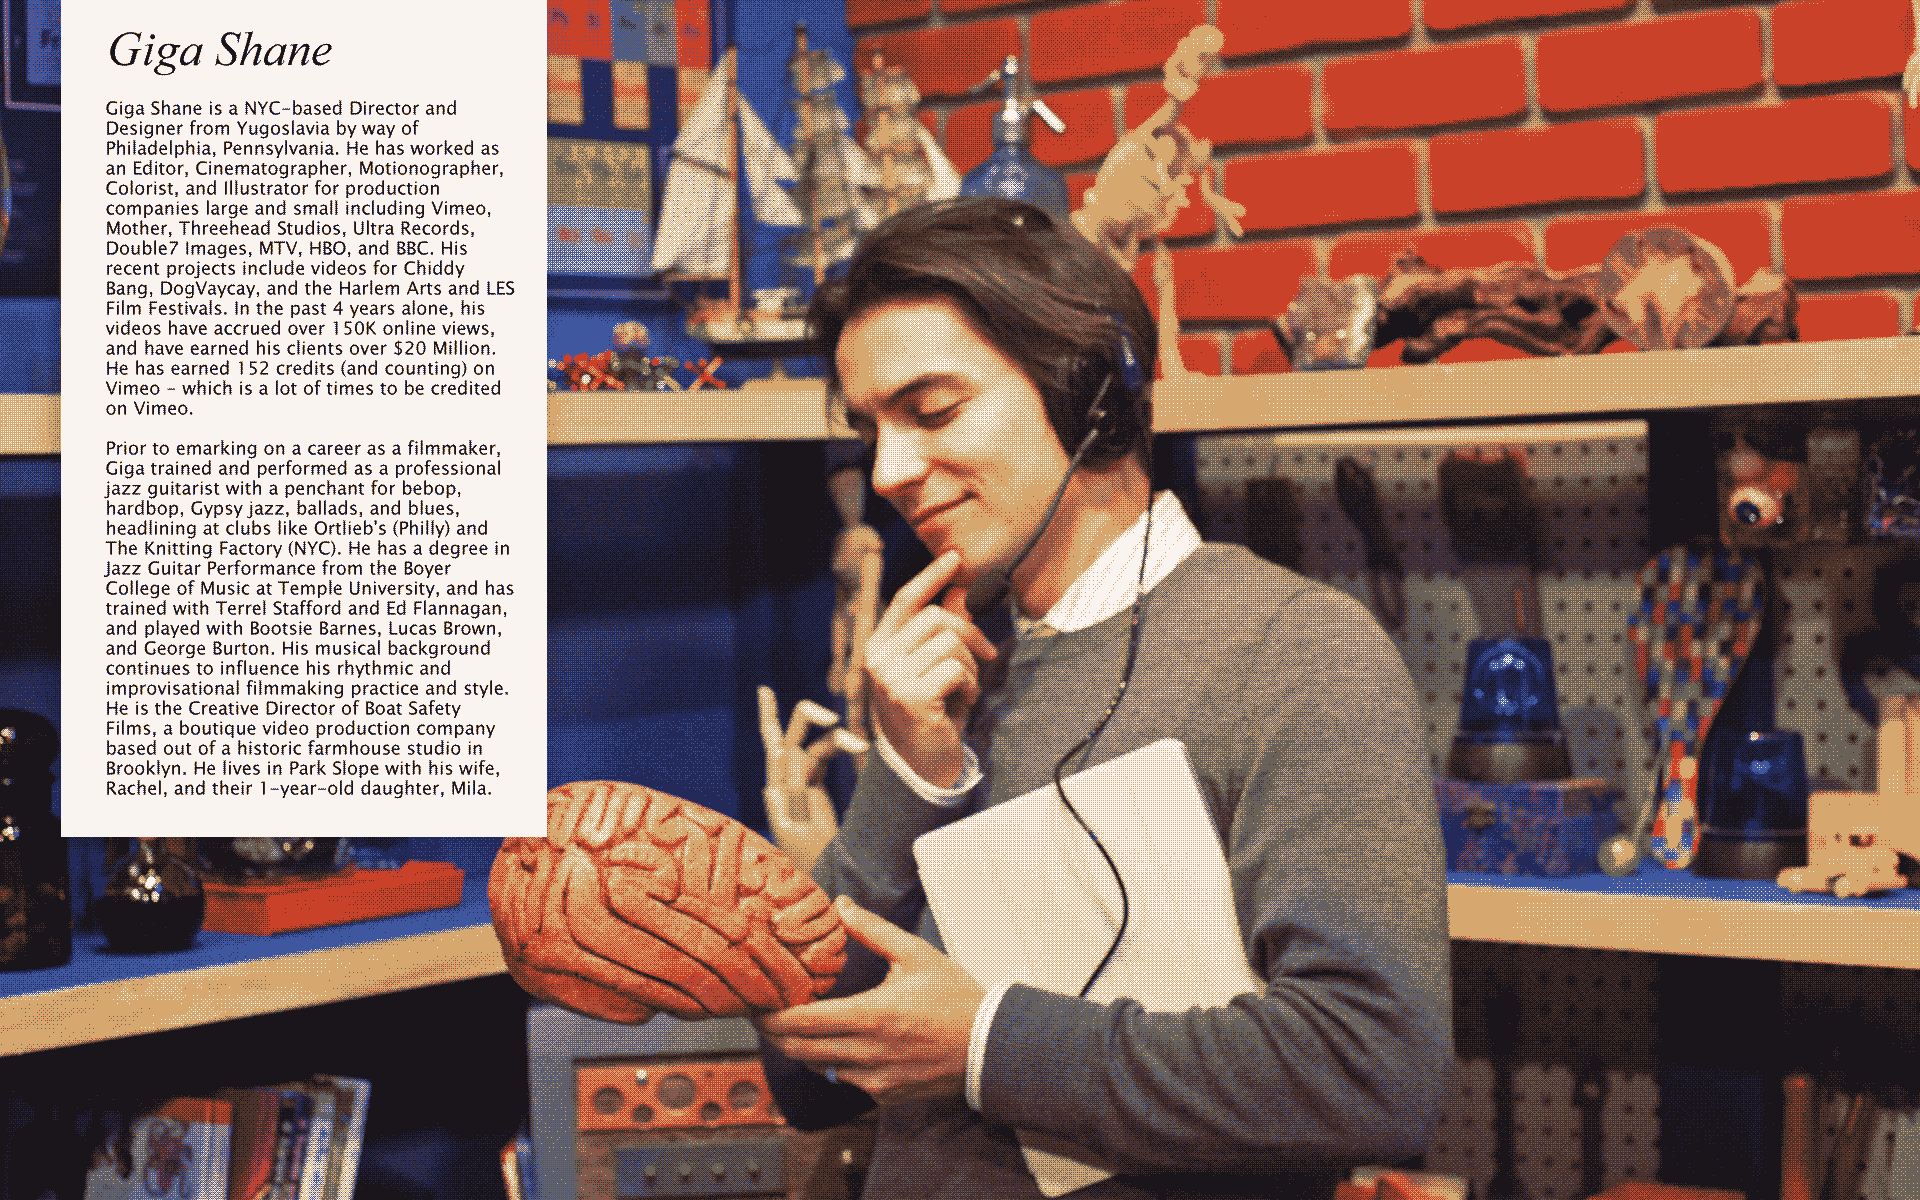 Giga Shane
Giga Shane is a NYC-based Director and
Designer from Yugoslavia by way of
Philadelphia, Pennsylvania. He has worked as
an Editor, Cinematographer, Motionographer,
Colorist, and Illustrator for production
companies large and small including Vimeo,
Mother, Threehead Studios, Ultra Records,
Double7 Images, MTV, HBO, and BBC. His
recent projects include videos for Chiddy
Bang, DogVaycay, and the Harlem Arts and LES
Film Festivals. In the past 4 years alone, his
videos have accrued over 150K online views,
and have earned his clients over $20 Million.
He has earned 152 credits (and counting) on
Vimeo - which is a lot of times to be credited
on Vimeo.
Prior to emarking on a career as a filmmaker,
Giga trained and performed as a professional
jazz guitarist with a penchant for bebop,
hardbop, Gypsy jazz, ballads, and blues,
headlining at clubs like Ortlieb's (Philly) and
The Knitting Factory (NYC). He has a degree in
Jazz Guitar Performance from the Boyer
College of Music at Temple University, and has
trained with Terrel Stafford and Ed Flannagan,
and played with Bootsie Barnes, Lucas Brown,
and George Burton. His musical background
continues to influence his rhythmic and
improvisational filmmaking practice and style.
He is the Creative Director of Boat Safety
Films, a boutique video production company
based out of a historic farmhouse studio in
Brooklyn. He lives in Park Slope with his wife,
Rachel, and their 1-year-old daughter, Mila.